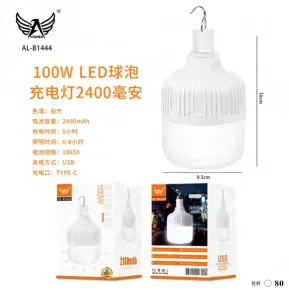 AL-B1444
100W LED球泡
充电灯2400毫安
色温：白光
电池容量：2400mAh
充电时间：6小时
照明时间：6-8小时
电池规格：18650
充电方式：USB
充电口：TYPE-C
16cm
9.5cm
100W
2400mAh
USB
80